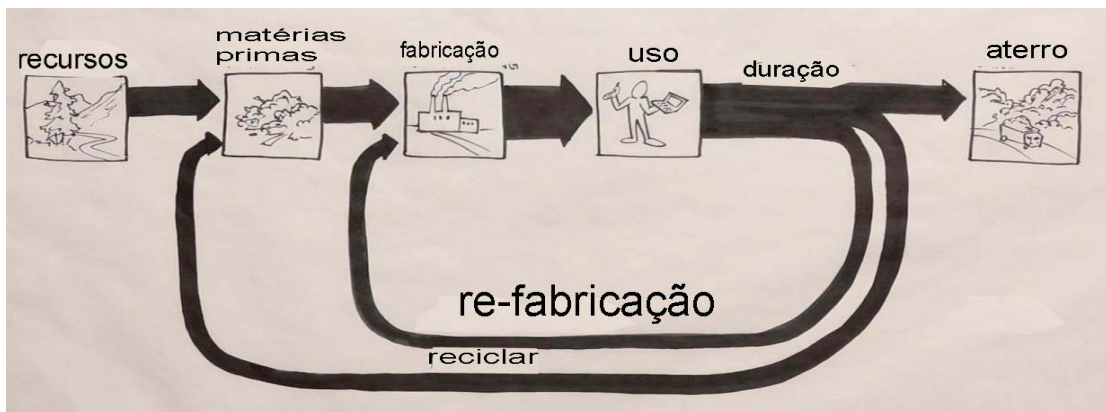 recursos
matérias
primas
fabricação
uso
duração
aterro
re-fabricação
reciclar